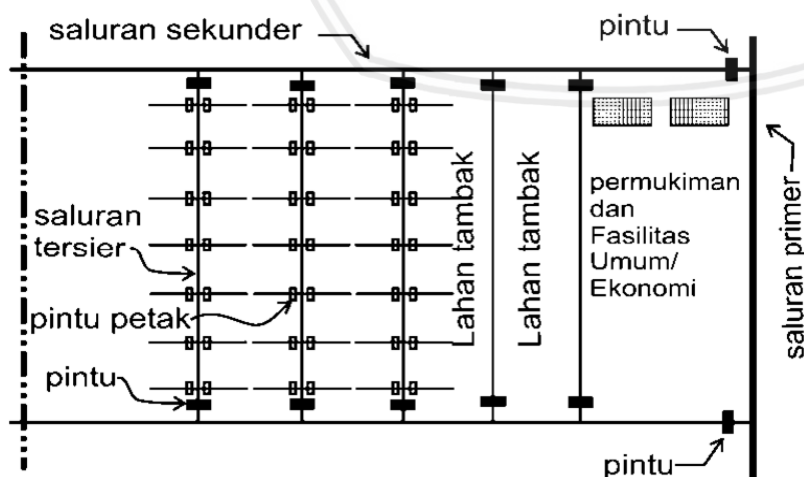 saluran sekunder
pintu
saluran
tersier
pintu petak
pintu
Lahan tambak
Lahan tambak
permukiman
dan
Fasilitas
Umum/
Ekonomi
saluran primer
pintu